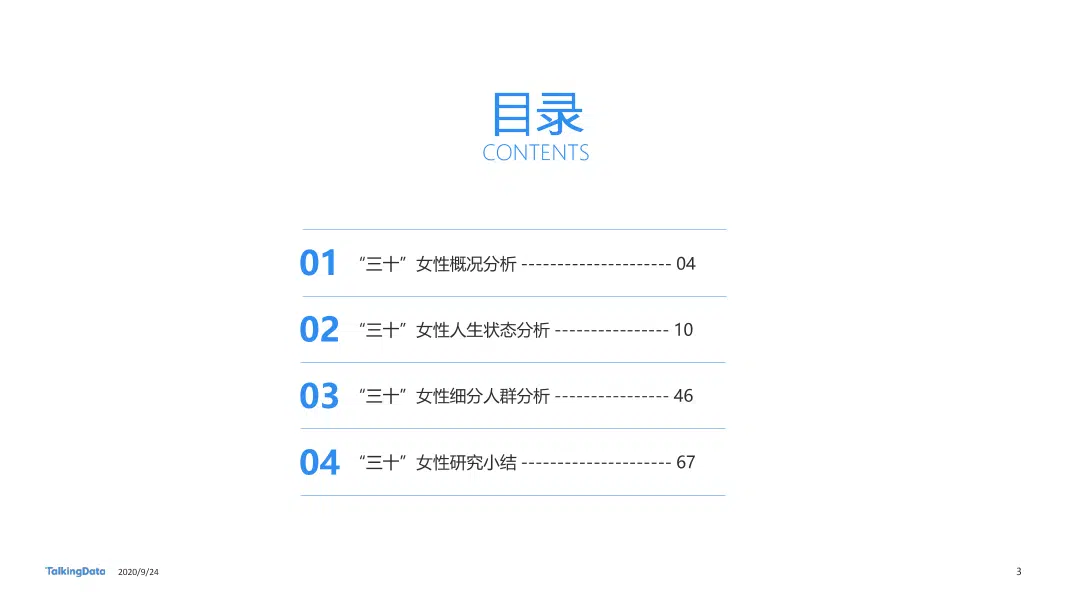 目录
CONTENTS
01 “三十”女性概况分析 --------------------- 04
02 “三十”女性人生状态分析 ---------------- 10
03 “三十”女性细分人群分析 ---------------- 46
04 “三十”女性研究小结 --------------------- 67
TalkingData 2020/9/24 3